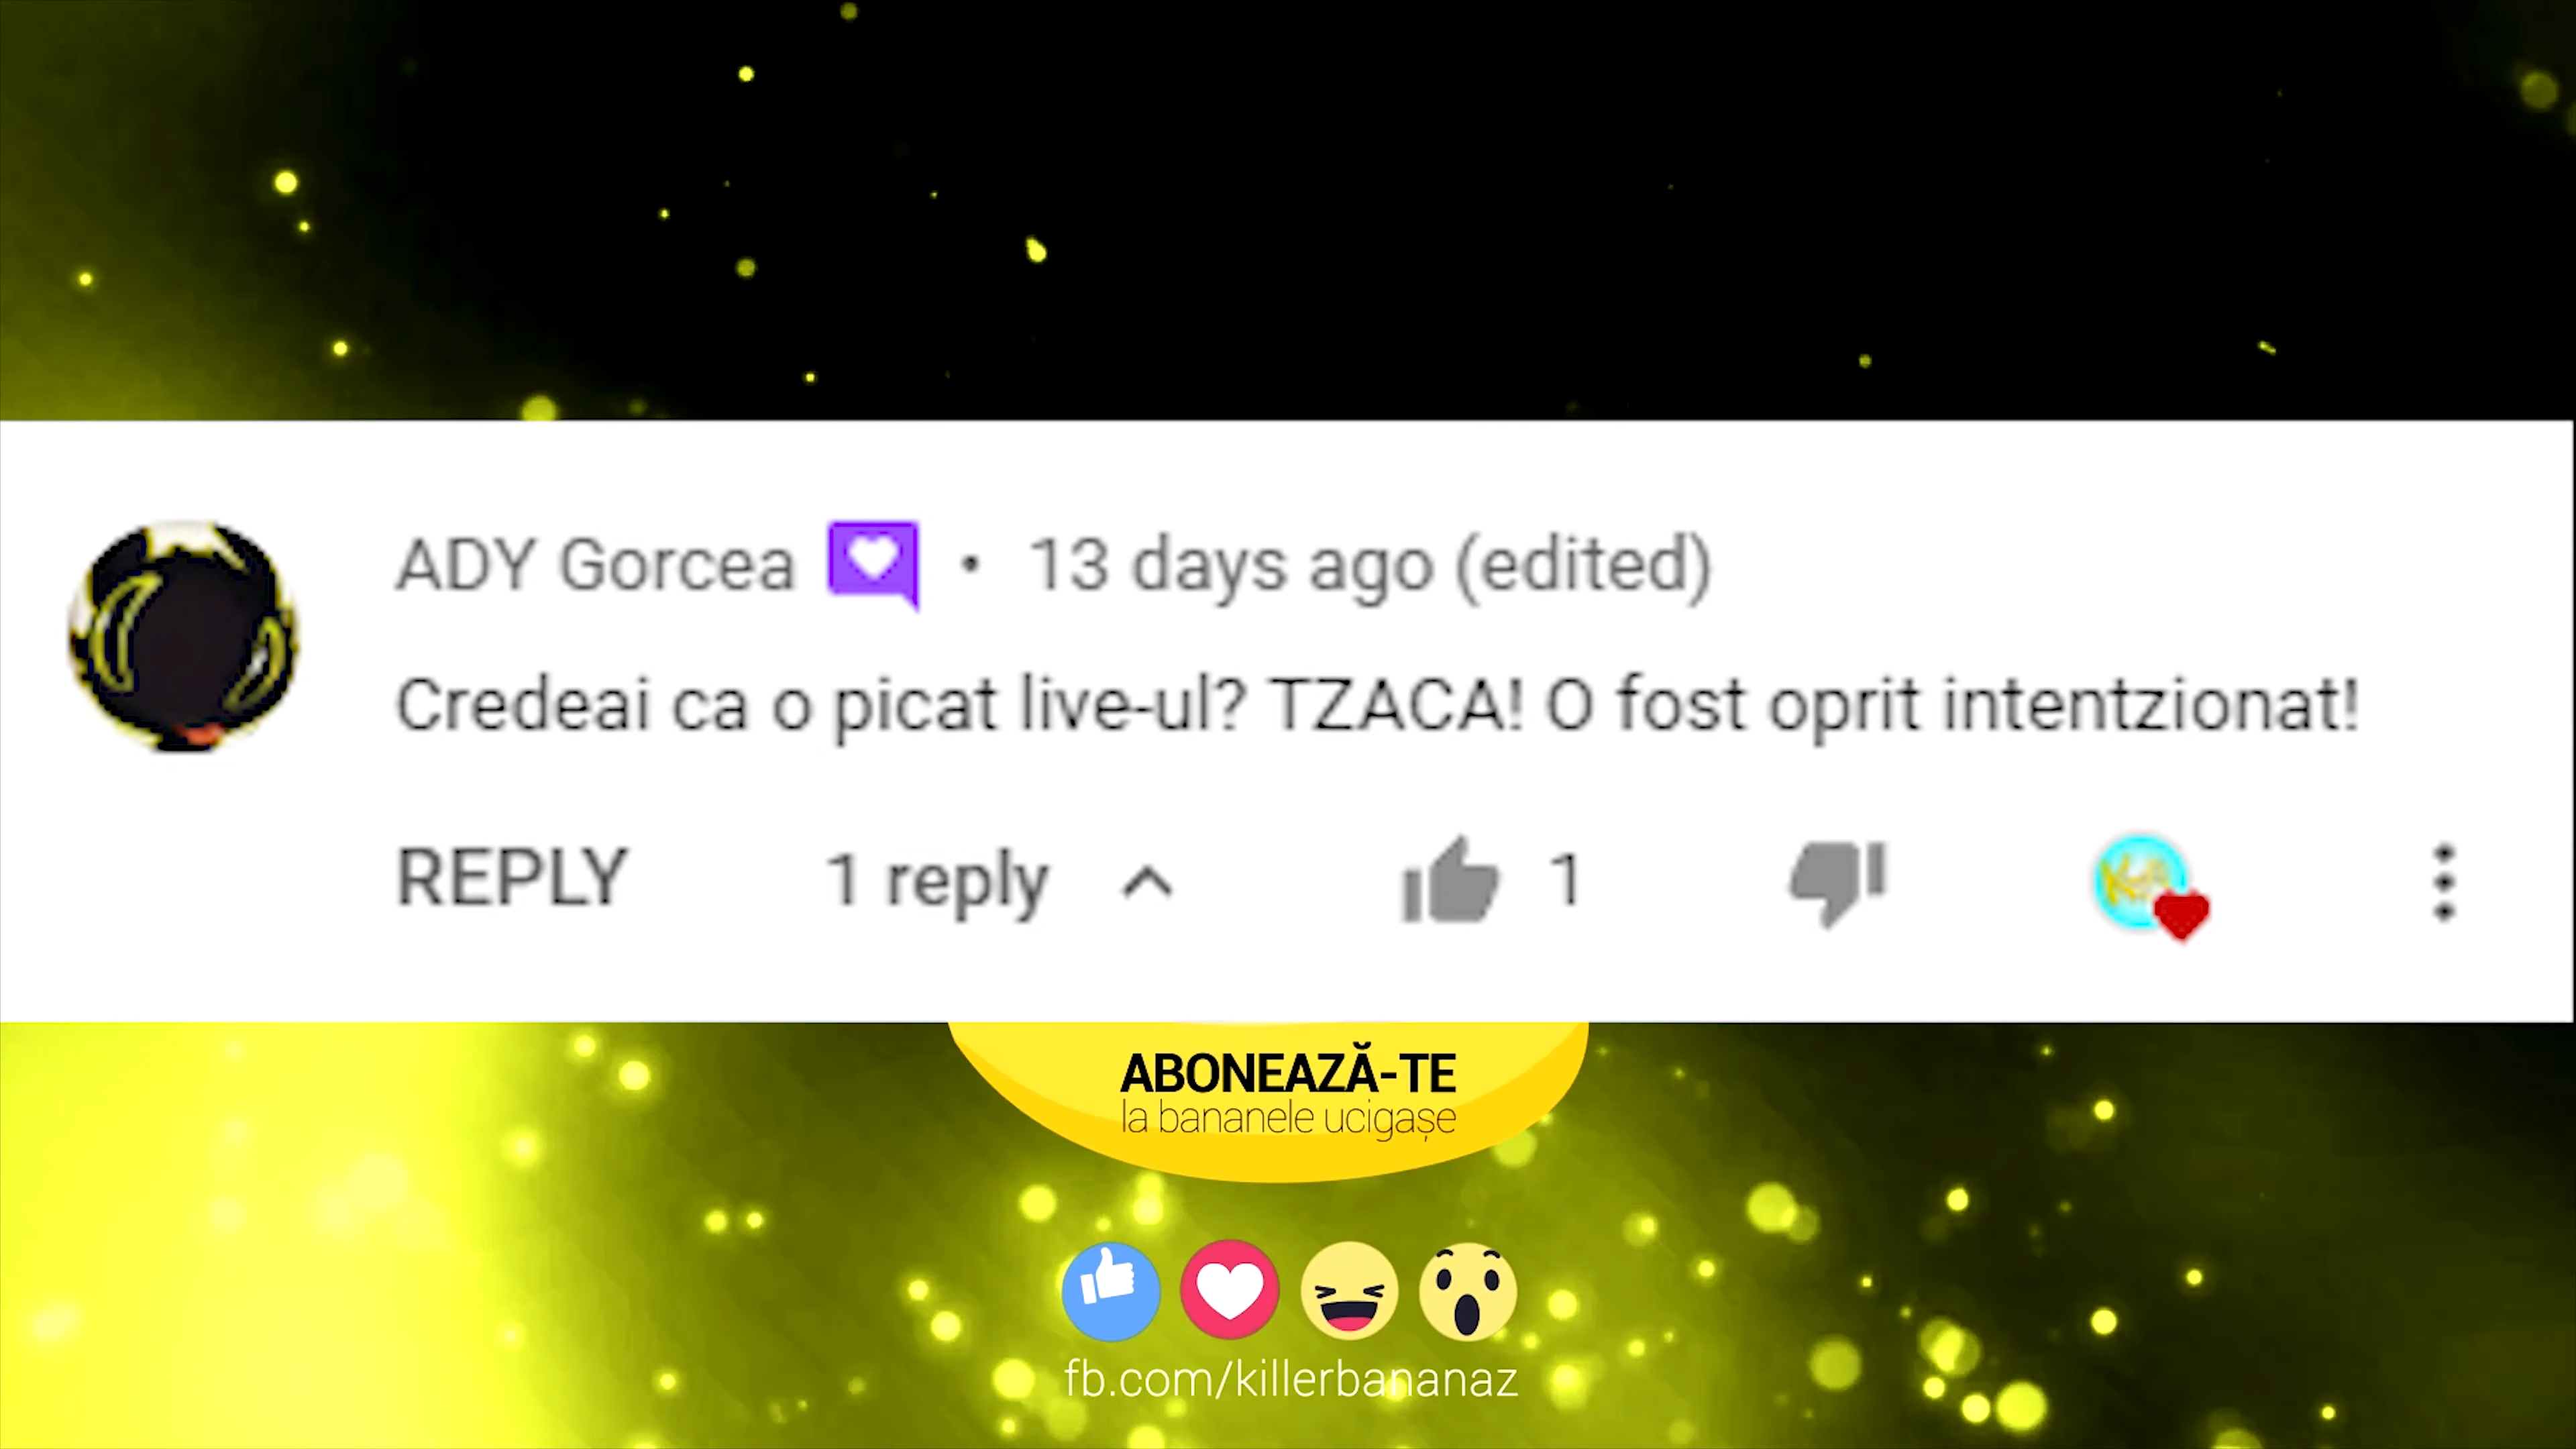 ADY Gorcea • 13 days ago (edited)
Credeai ca o picat live-ul? TZACA! O fost oprit intentzionat!
REPLY 1 reply 1
ABONEAZĂ-TE
la bananele ucigașe
fb.com/killerbananaz